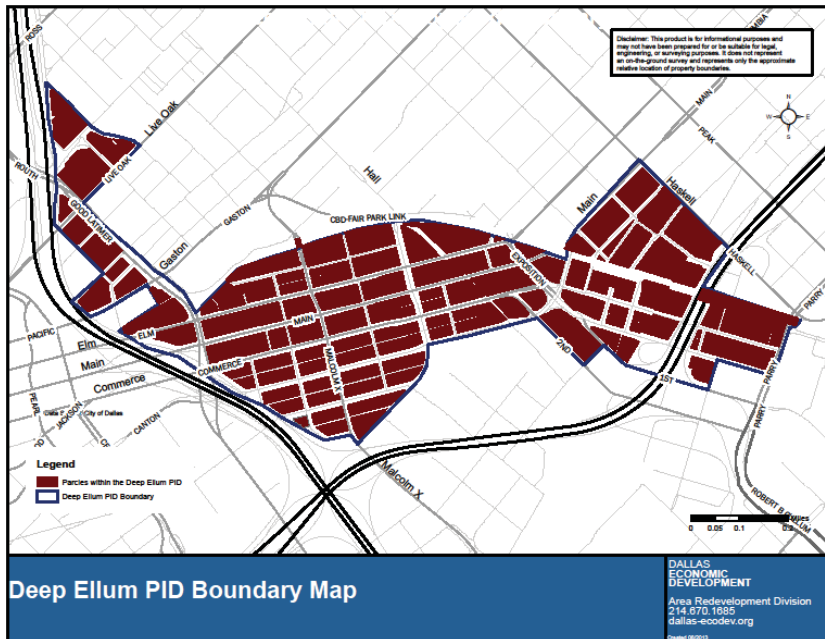 Disclaimer: This product is for informational purposes and
may not have been prepared for or be suitable for legal,
engineering, or surveying purposes. It does not represent
an on-the-ground survey and represents only the approximate
relative location of property boundaries.
ROSS
MAIN
N
W E
S
PEAK
Live Oak
LIVE OAK
ROUTH
Hall
Main
Haskell
GOOD LATIMER
GASTON
CBD-FAIR PARK LINK
Gaston
EXPOSITION
HASKELL
PARRY
PACIFIC
ELM
MAIN
Elm
Main
Commerce
COMMERCE
MALCOLM X
2ND
1ST
PARRY
PARRY
PEARL
JACKSON
CANTON
City of Dallas
Malcolm X
Legend
Parcles within the Deep Ellum PID
Deep Ellum PID Boundary
0 0.05 0.1 0.2
Deep Ellum PID Boundary Map
DALLAS
ECONOMIC
DEVELOPMENT
Area Redevelopment Division
214.670.1685
dallas-ecodev.org